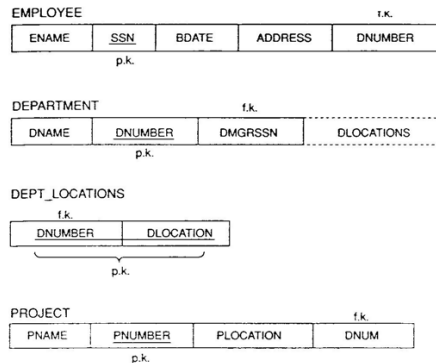 EMPLOYEE
f.k.
ENAME SSN BDATE ADDRESS DNUMBER
p.k.
DEPARTMENT
f.k.
DNAME DNUMBER DMGRSSN DLOCATIONS
p.k.
DEPT_LOCATIONS
f.k.
DNUMBER DLOCATION
p.k.
PROJECT
f.k.
PNAME PNUMBER PLOCATION DNUM
p.k.